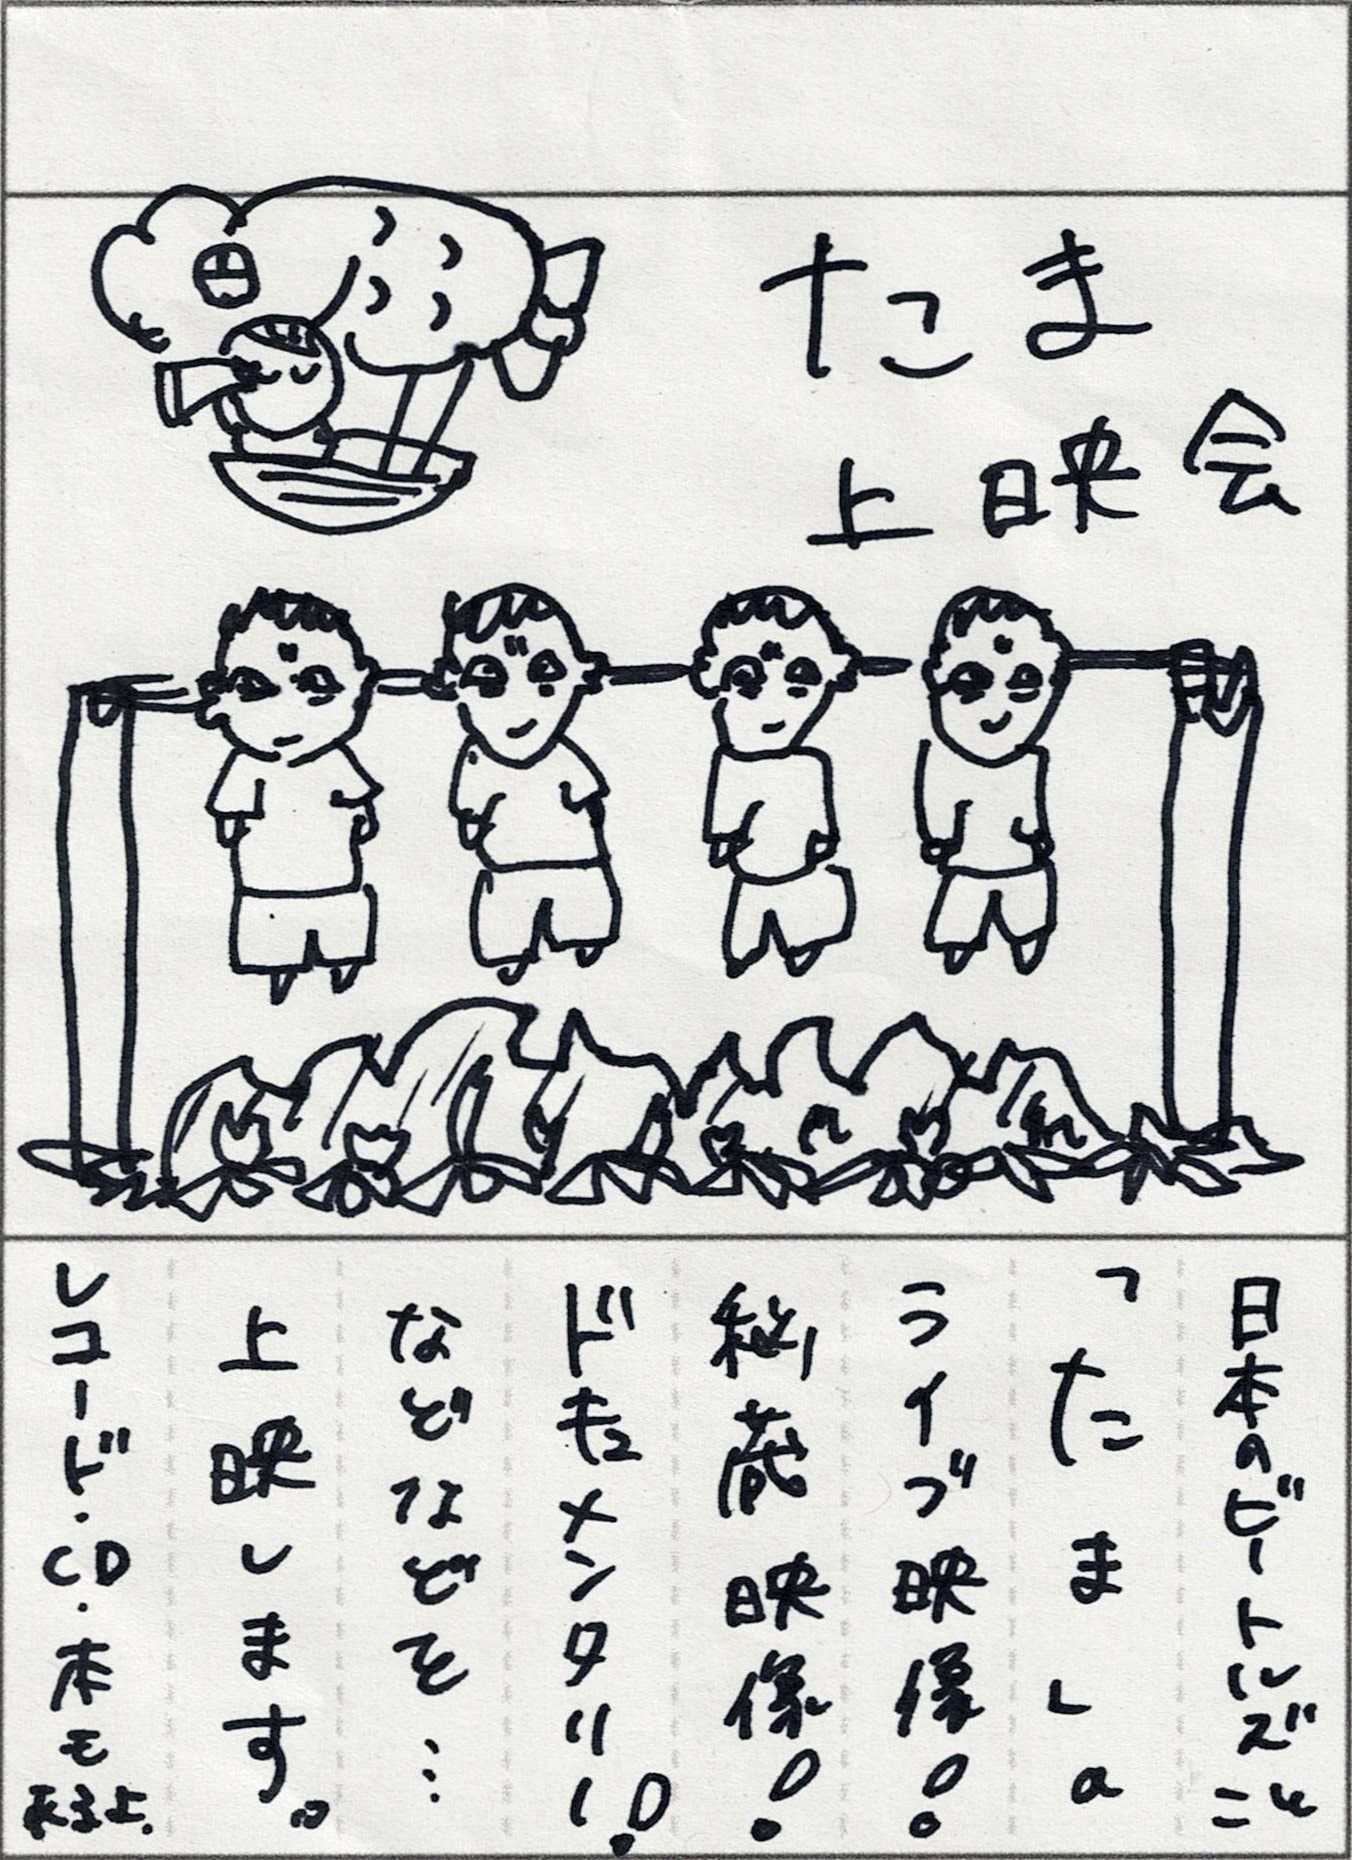 たま
上映会
日本のビートルズこと
「たま」の
ライブ映像!
秘蔵映像!
ドキュメンタリー!
などなどを…
上映します。
レコード・CD・本も
来るよ.